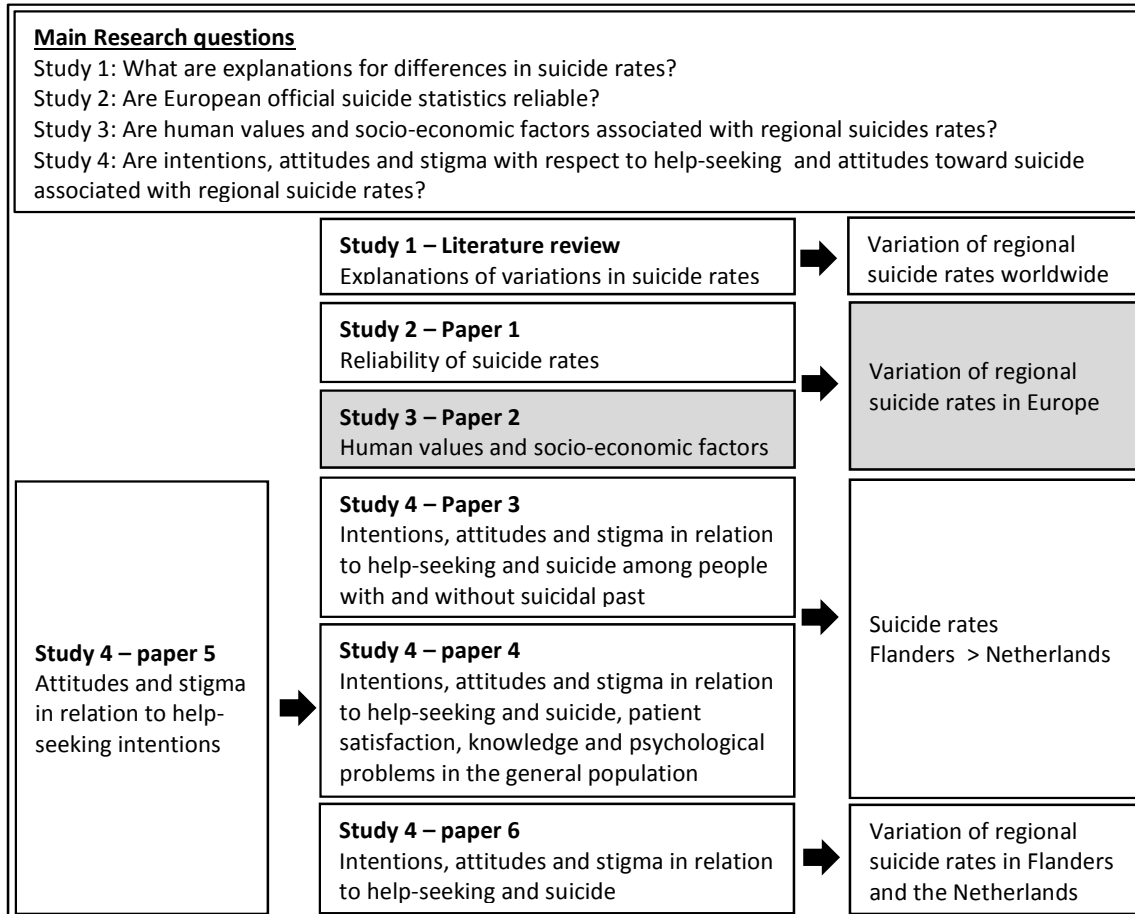 Main Research questions
Study 1: What are explanations for differences in suicide rates?
Study 2: Are European official suicide statistics reliable?
Study 3: Are human values and socio-economic factors associated with regional suicides rates?
Study 4: Are intentions, attitudes and stigma with respect to help-seeking and attitudes toward suicide
associated with regional suicide rates?
Study 1 – Literature review
Explanations of variations in suicide rates
Variation of regional
suicide rates worldwide
Study 2 – Paper 1
Reliability of suicide rates
Study 3 – Paper 2
Human values and socio-economic factors
Variation of regional
suicide rates in Europe
Study 4 – paper 5
Attitudes and stigma
in relation to help-
seeking intentions
Study 4 – Paper 3
Intentions, attitudes and stigma in relation
to help-seeking and suicide among people
with and without suicidal past
Study 4 – paper 4
Intentions, attitudes and stigma in relation
to help-seeking and suicide, patient
satisfaction, knowledge and psychological
problems in the general population
Suicide rates
Flanders > Netherlands
Study 4 – paper 6
Intentions, attitudes and stigma in relation
to help-seeking and suicide
Variation of regional
suicide rates in Flanders
and the Netherlands